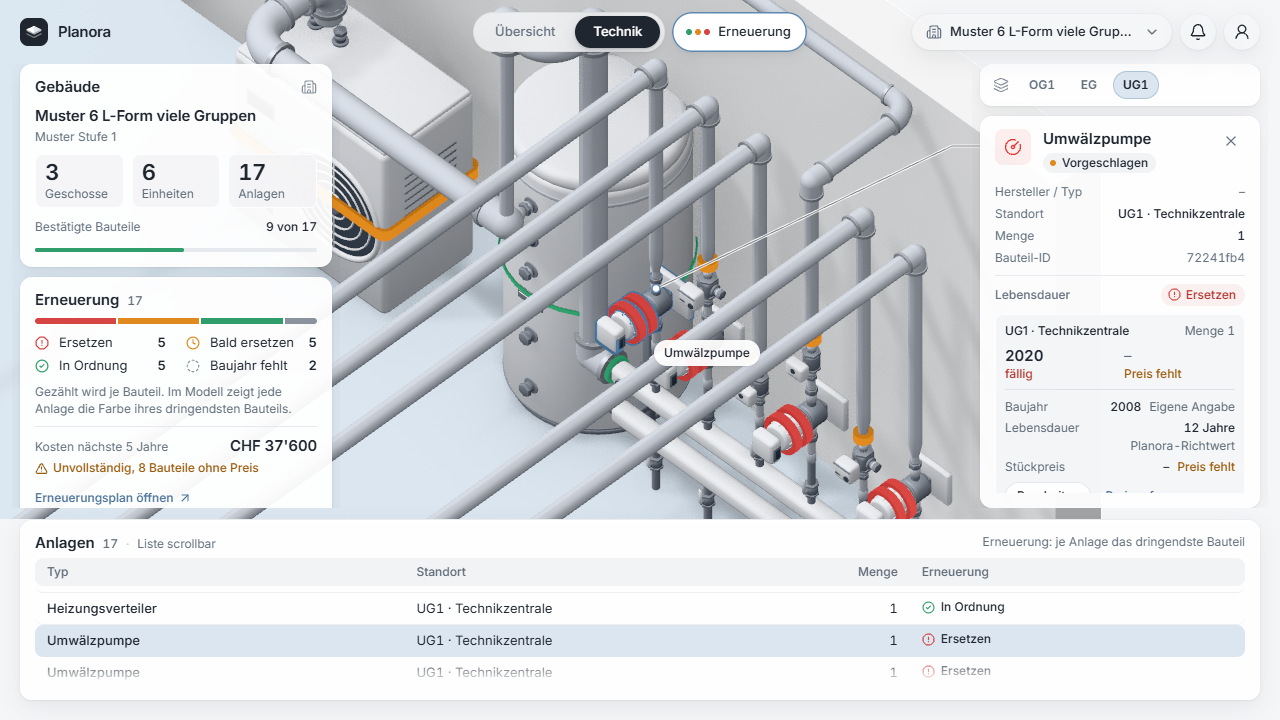 Planora
Übersicht
Technik
Erneuerung
Muster 6 L-Form viele Grup...
Gebäude
Muster 6 L-Form viele Gruppen
Muster Stufe 1
3 6 17
Geschosse Einheiten Anlagen
Bestätigte Bauteile 9 von 17
Erneuerung 17
Ersetzen 5 Bald ersetzen 5
In Ordnung 5 Baujahr fehlt 2
Gezählt wird je Bauteil. Im Modell zeigt jede
Anlage die Farbe ihres dringendsten Bauteils.
Kosten nächste 5 Jahre CHF 37'600
Unvollständig, 8 Bauteile ohne Preis
Erneuerungsplan öffnen
Umwälzpumpe
OG1 EG UG1
Umwälzpumpe
Vorgeschlagen
Hersteller / Typ –
Standort UG1 · Technikzentrale
Menge 1
Bauteil-ID 72241fb4
Lebensdauer Ersetzen
UG1 · Technikzentrale Menge 1
2020 –
fällig Preis fehlt
Baujahr 2008 Eigene Angabe
Lebensdauer 12 Jahre
Planora-Richtwert
Stückpreis – Preis fehlt
Anlagen 17 · Liste scrollbar
Erneuerung: je Anlage das dringendste Bauteil
Typ Standort Menge Erneuerung
Heizungsverteiler UG1 · Technikzentrale 1 In Ordnung
Umwälzpumpe UG1 · Technikzentrale 1 Ersetzen
Umwälzpumpe UG1 · Technikzentrale 1 Ersetzen